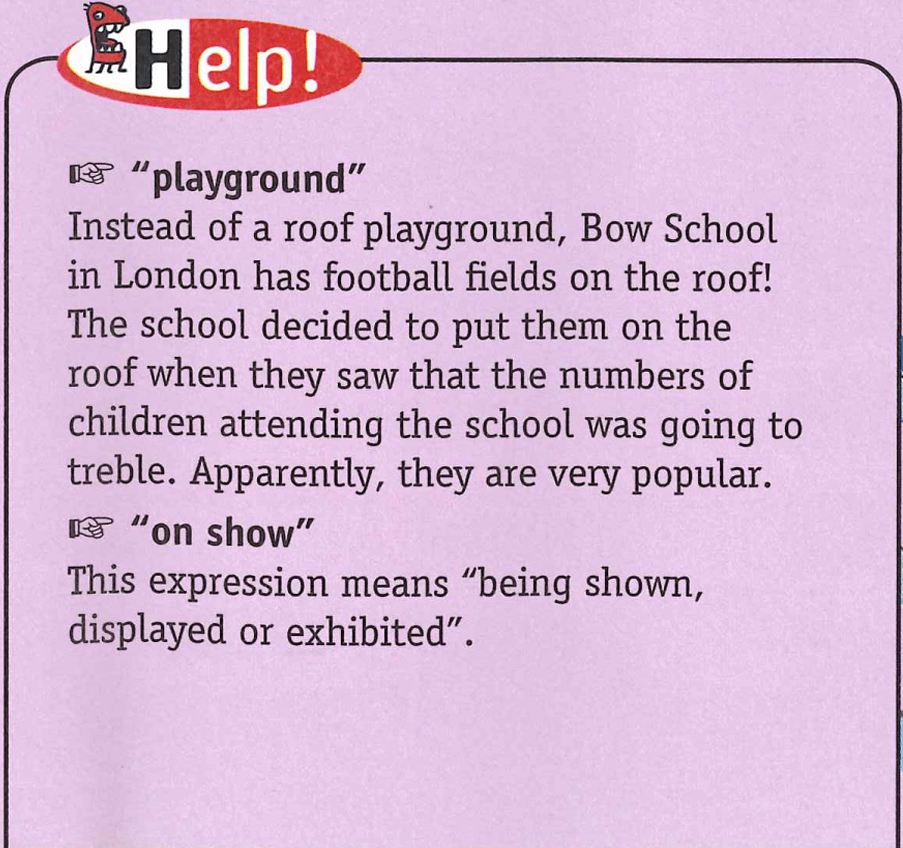 Help!
☞ “playground”
Instead of a roof playground, Bow School
in London has football fields on the roof!
The school decided to put them on the
roof when they saw that the numbers of
children attending the school was going to
treble. Apparently, they are very popular.
☞ “on show”
This expression means “being shown,
displayed or exhibited”.